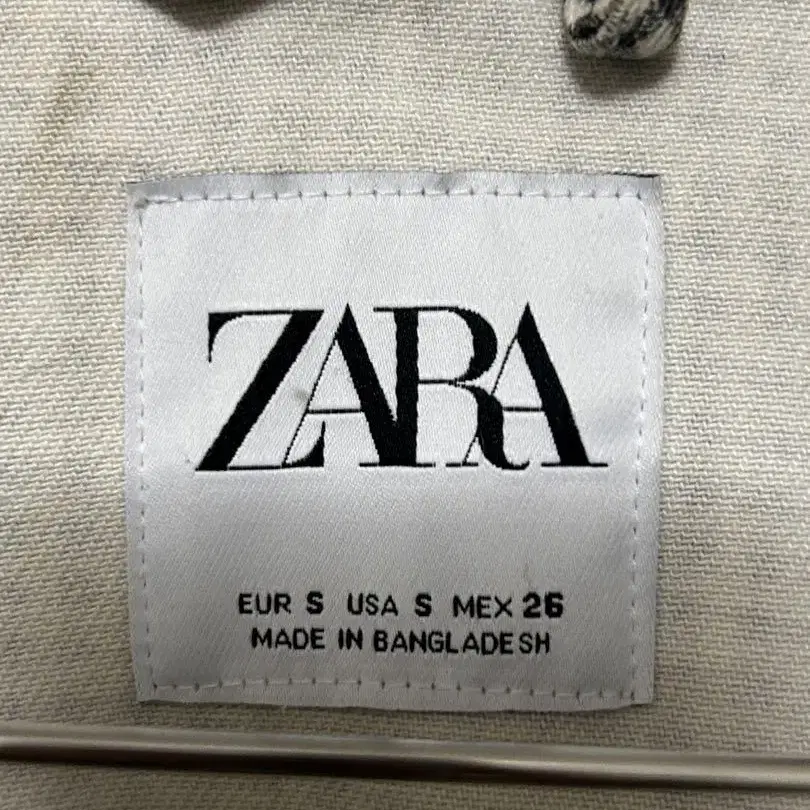 ZARA
EUR S USA S MEX 26
MADE IN BANGLADESH